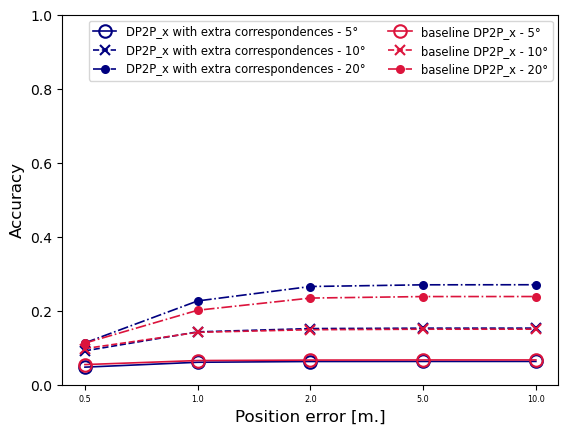 1.0
0.8
0.6
0.4
0.2
0.0
Accuracy
DP2P_x with extra correspondences - 5°
DP2P_x with extra correspondences - 10°
DP2P_x with extra correspondences - 20°
baseline DP2P_x - 5°
baseline DP2P_x - 10°
baseline DP2P_x - 20°
0.5 1.0 2.0 5.0 10.0
Position error [m.]